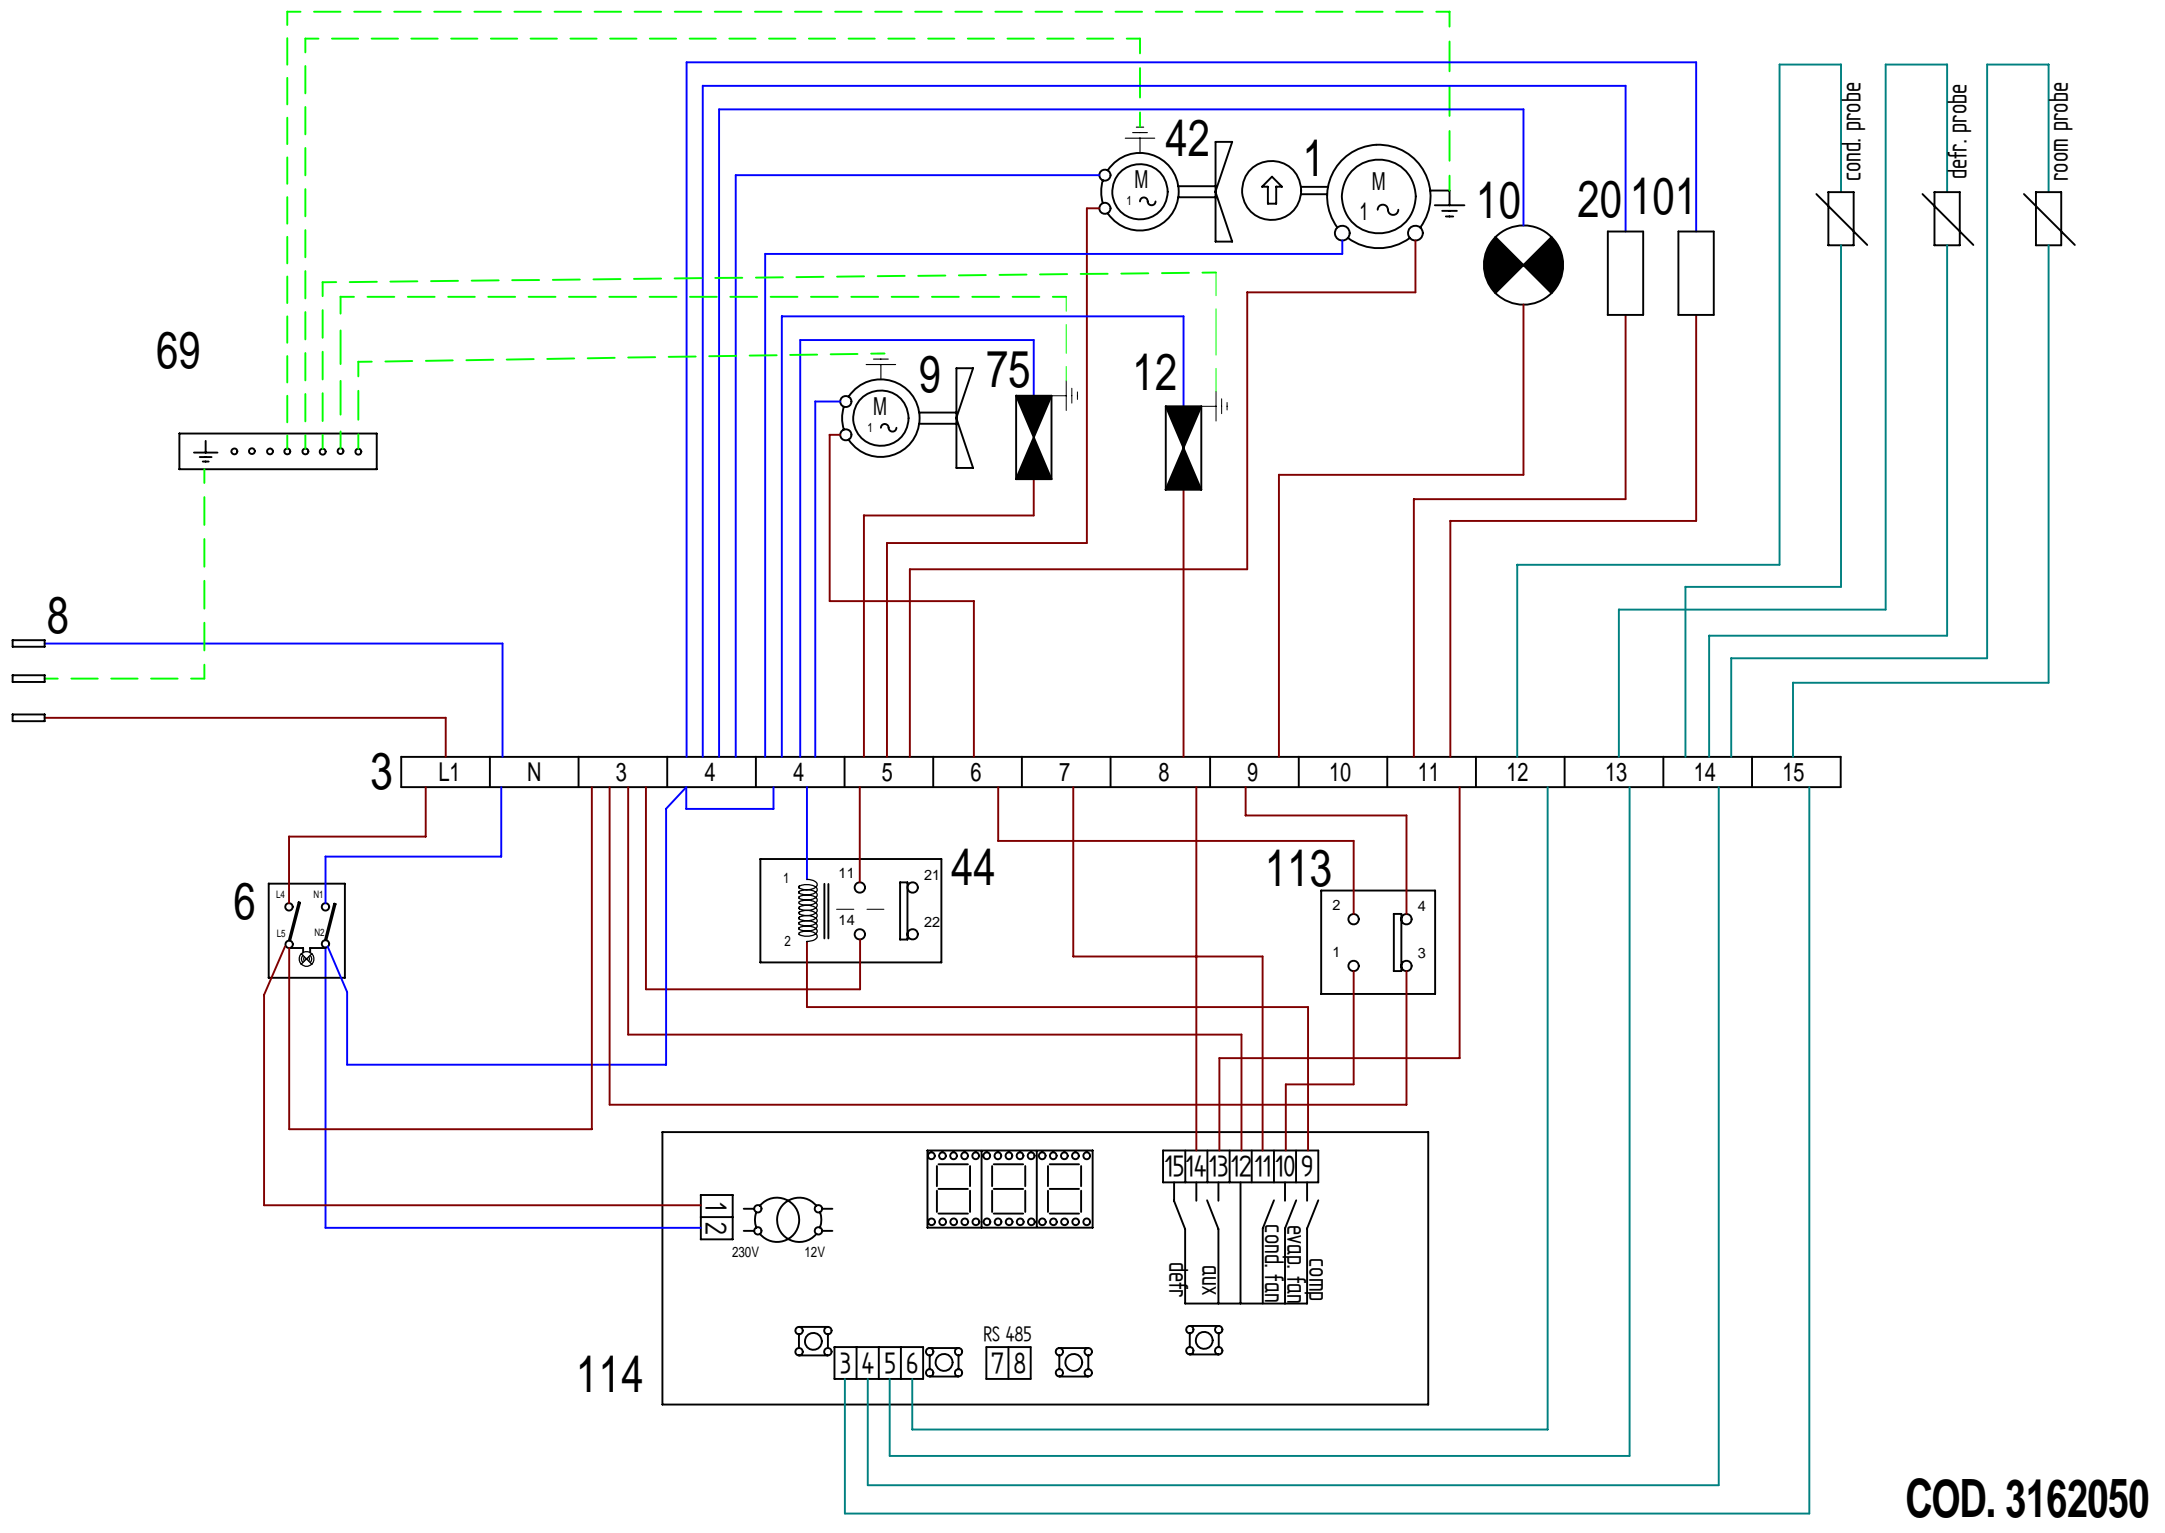 cond. probe
defr. probe
room probe
42
1
10
20
101
M
1
M
1
69
9
75
12
M
1
8
3
L1 N 3 4 4 5 6 7 8 9 10 11 12 13 14 15
44
113
6
L4 N1
L5 N2
1 11 21
14 22
2
2 4
1 3
15 14 13 12 11 10 9
1
2
230V 12V
defr
aux
cond. fan
evap. fan
comp
RS 485
3 4 5 6
7 8
114
COD. 3162050